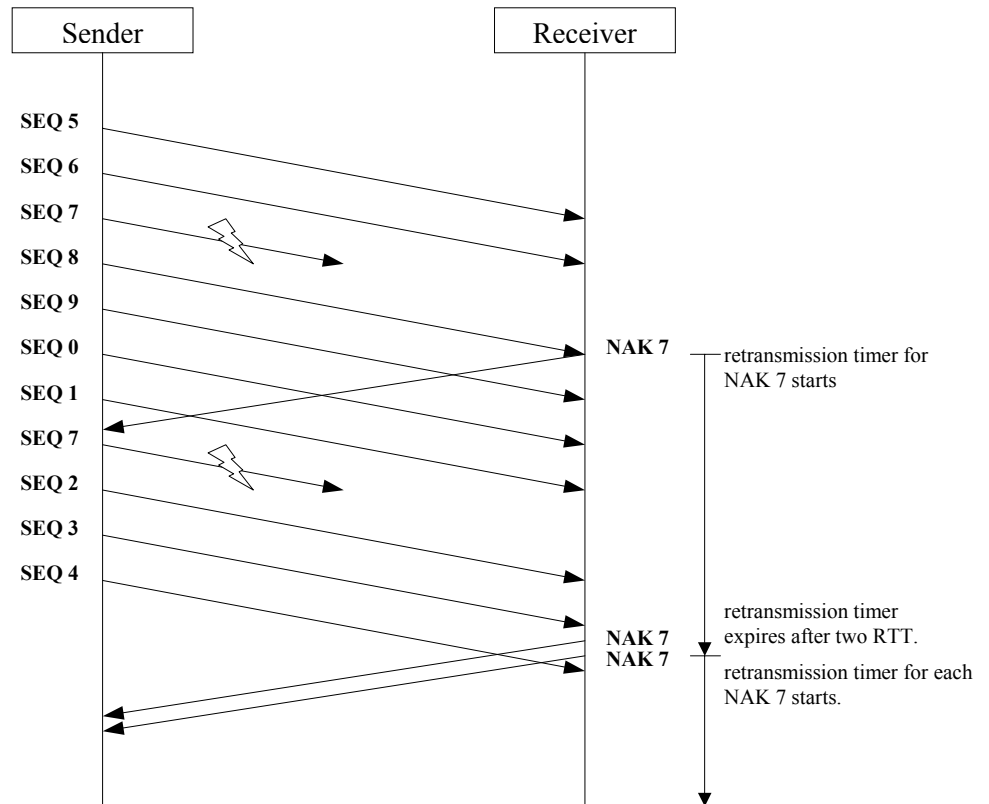 Sender
Receiver
SEQ 5
SEQ 6
SEQ 7
SEQ 8
SEQ 9
SEQ 0
SEQ 1
SEQ 7
SEQ 2
SEQ 3
SEQ 4
NAK 7
retransmission timer for
NAK 7 starts
NAK 7
NAK 7
retransmission timer
expires after two RTT.
retransmission timer for each
NAK 7 starts.